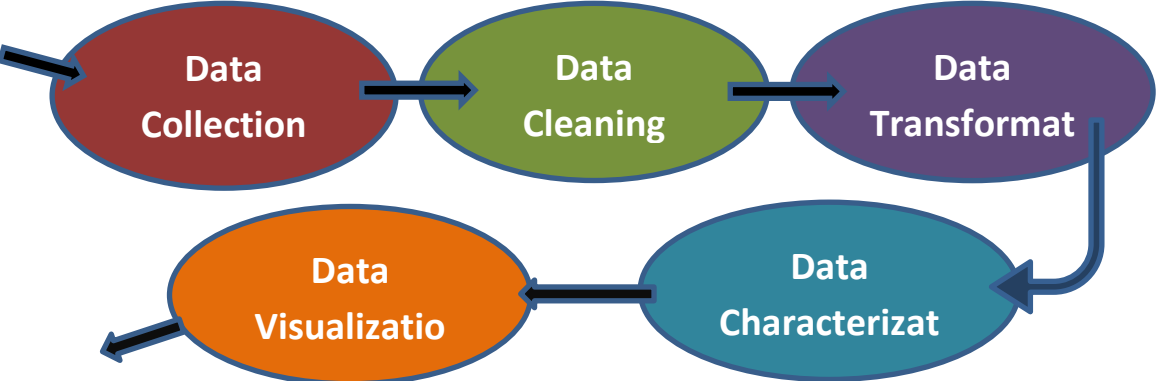 Data
Collection
Data
Cleaning
Data
Transformat
Data
Characterizat
Data
Visualizatio